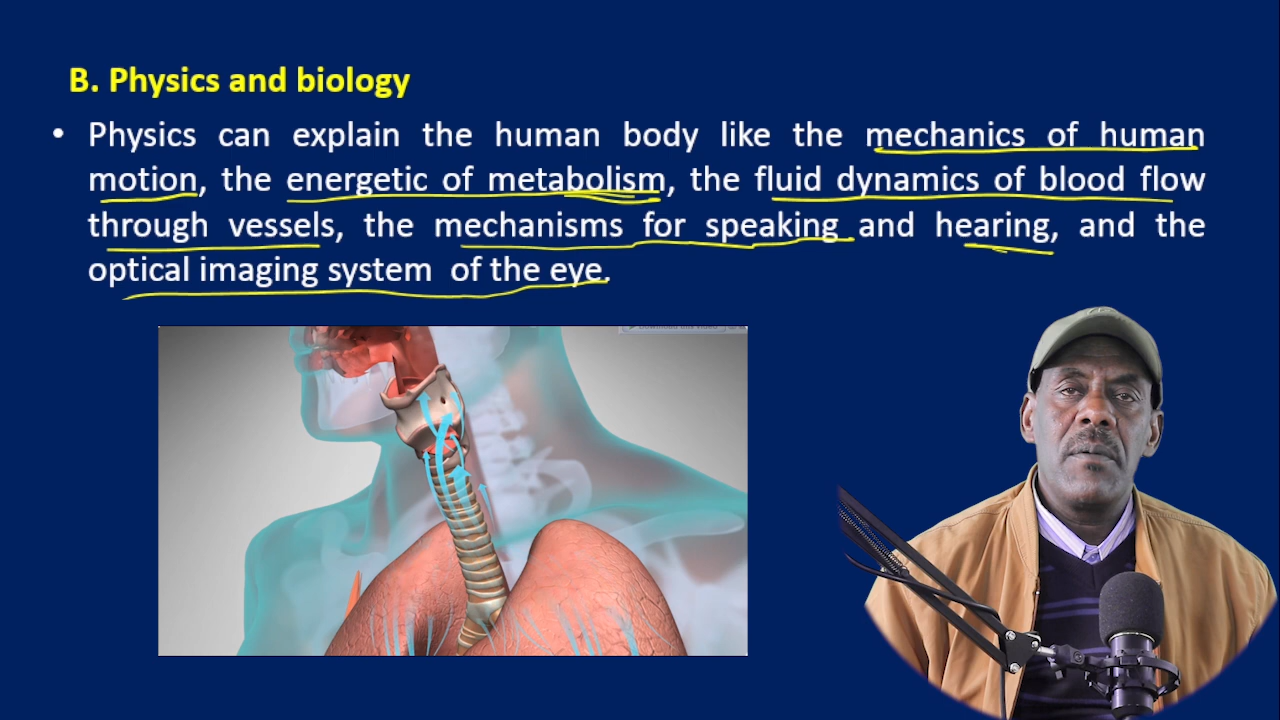 B. Physics and biology
• Physics can explain the human body like the mechanics of human
motion, the energetic of metabolism, the fluid dynamics of blood flow
through vessels, the mechanisms for speaking and hearing, and the
optical imaging system of the eye.